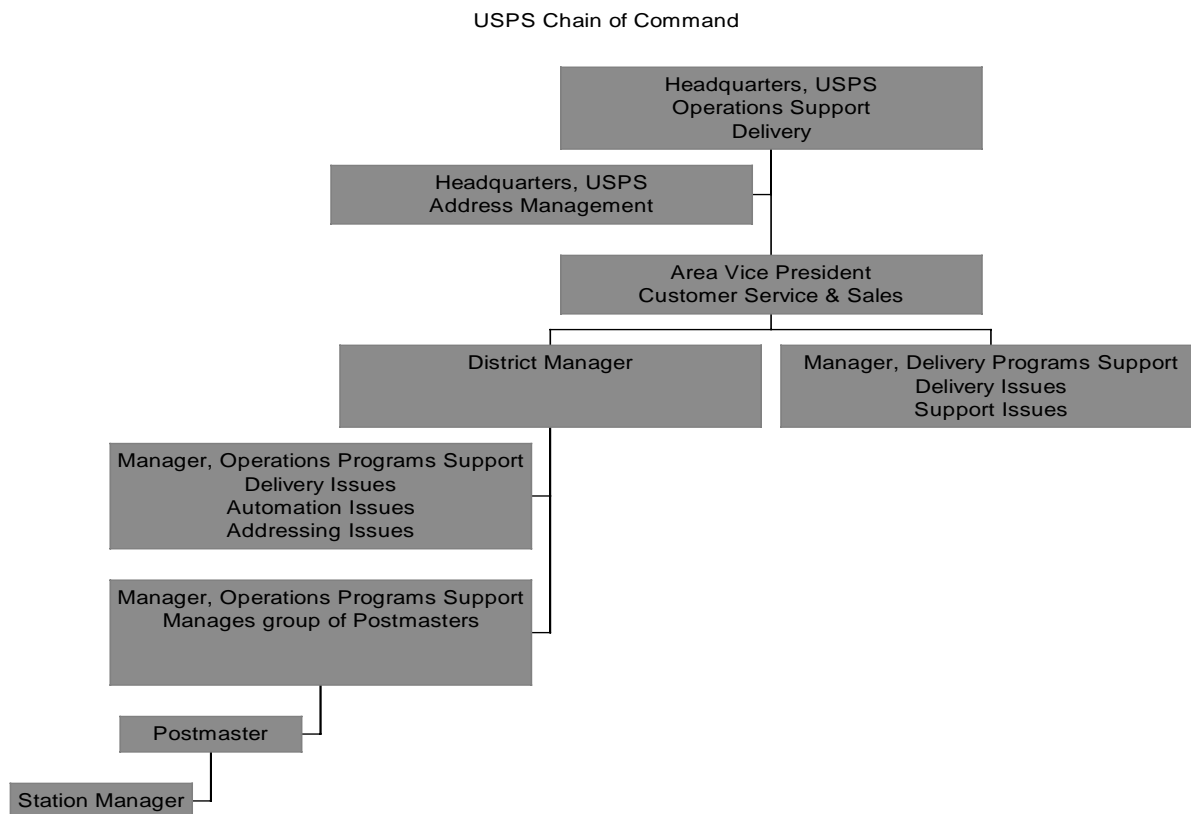 USPS Chain of Command
Headquarters, USPS
Operations Support
Delivery
Headquarters, USPS
Address Management
Area Vice President
Customer Service & Sales
District Manager
Manager, Delivery Programs Support
Delivery Issues
Support Issues
Manager, Operations Programs Support
Delivery Issues
Automation Issues
Addressing Issues
Manager, Operations Programs Support
Manages group of Postmasters
Postmaster
Station Manager